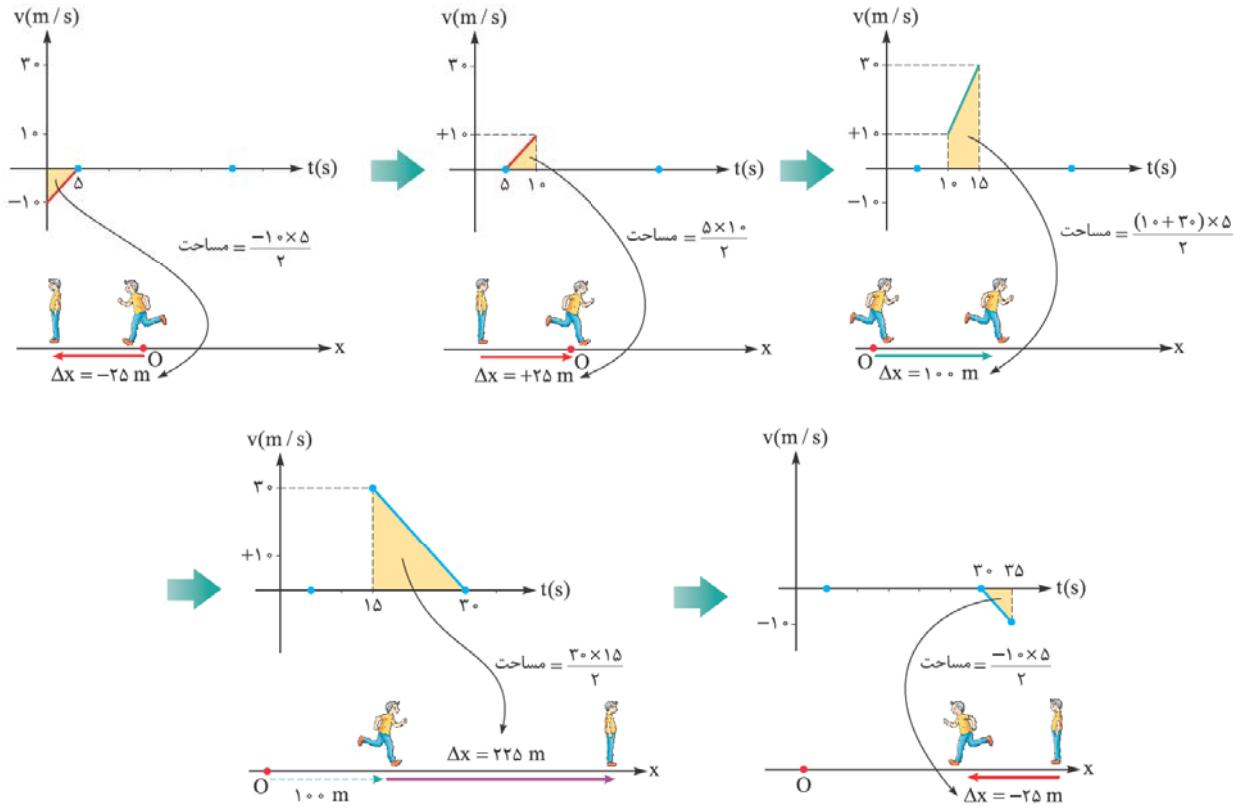 v(m/s)
۳۰
۱۰
t(s)
۵
−۱۰
مساحت = −۱۰×۵ / ۲
x
O
Δx = −۲۵ m
v(m/s)
۳۰
+۱۰
t(s)
۵ ۱۰
مساحت = ۵×۱۰ / ۲
x
O
Δx = +۲۵ m
v(m/s)
۳۰
+۱۰
t(s)
۱۰ ۱۵
−۱۰
مساحت = (۱۰+۳۰)×۵ / ۲
x
O
Δx = ۱۰۰ m
v(m/s)
۳۰
+۱۰
t(s)
۱۵ ۳۰
مساحت = ۳۰×۱۵ / ۲
Δx = ۲۲۵ m
x
O
۱۰۰ m
v(m/s)
۳۰ ۳۵
t(s)
−۱۰
مساحت = −۱۰×۵ / ۲
x
O
Δx = −۲۵ m